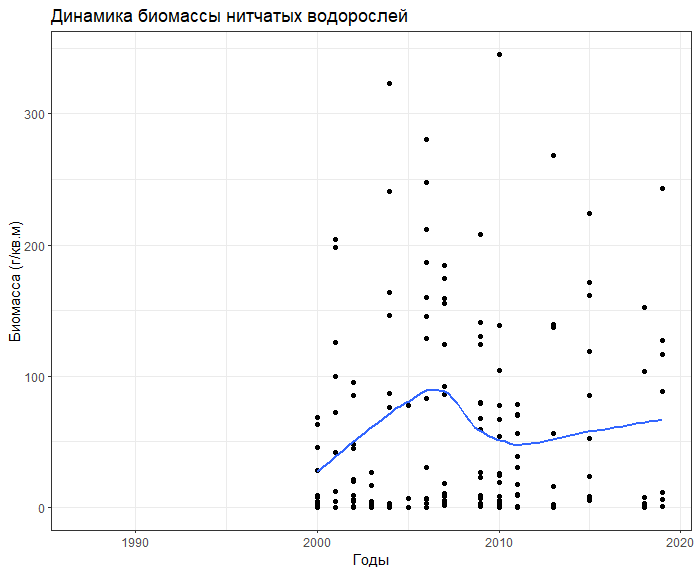 Динамика биомассы нитчатых водорослей
Биомасса (г/кв.м)
300
200
100
0
1990 2000 2010 2020
Годы